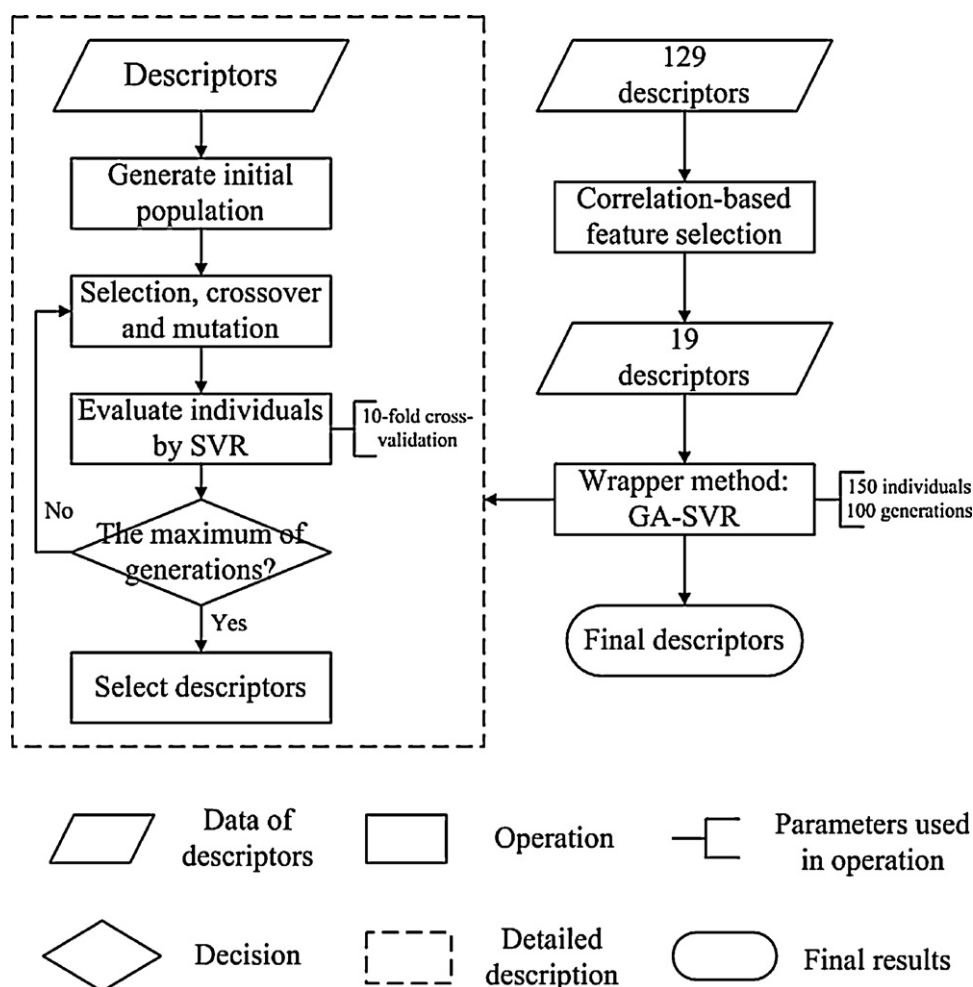 Descriptors
Generate initial
population
Selection, crossover
and mutation
Evaluate individuals
by SVR
10-fold cross-
validation
No
The maximum of
generations?
Yes
Select descriptors
129
descriptors
Correlation-based
feature selection
19
descriptors
Wrapper method:
GA-SVR
150 individuals
100 generations
Final descriptors
Data of
descriptors
Operation
Parameters used
in operation
Decision
Detailed
description
Final results